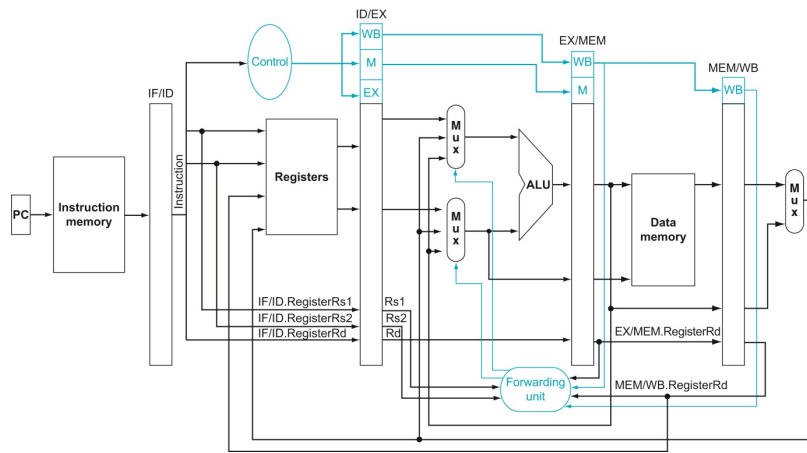 ID/EX
WB
EX/MEM
Control
M
WB
MEM/WB
IF/ID
EX
M
WB
M
u
x
Registers
Instruction
M
u
x
ALU
PC
Instruction
memory
M
u
x
Data
memory
IF/ID.RegisterRs1
Rs1
IF/ID.RegisterRs2
Rs2
IF/ID.RegisterRd
Rd
EX/MEM.RegisterRd
Forwarding
unit
MEM/WB.RegisterRd